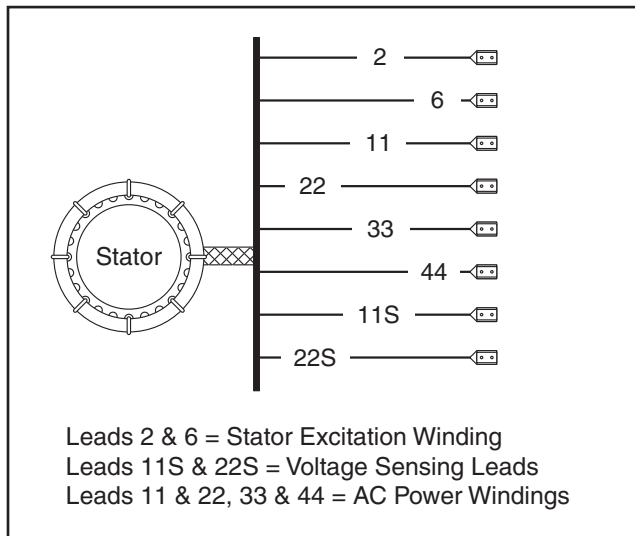 2
6
11
22
33
Stator
44
11S
22S
Leads 2 & 6 = Stator Excitation Winding
Leads 11S & 22S = Voltage Sensing Leads
Leads 11 & 22, 33 & 44 = AC Power Windings